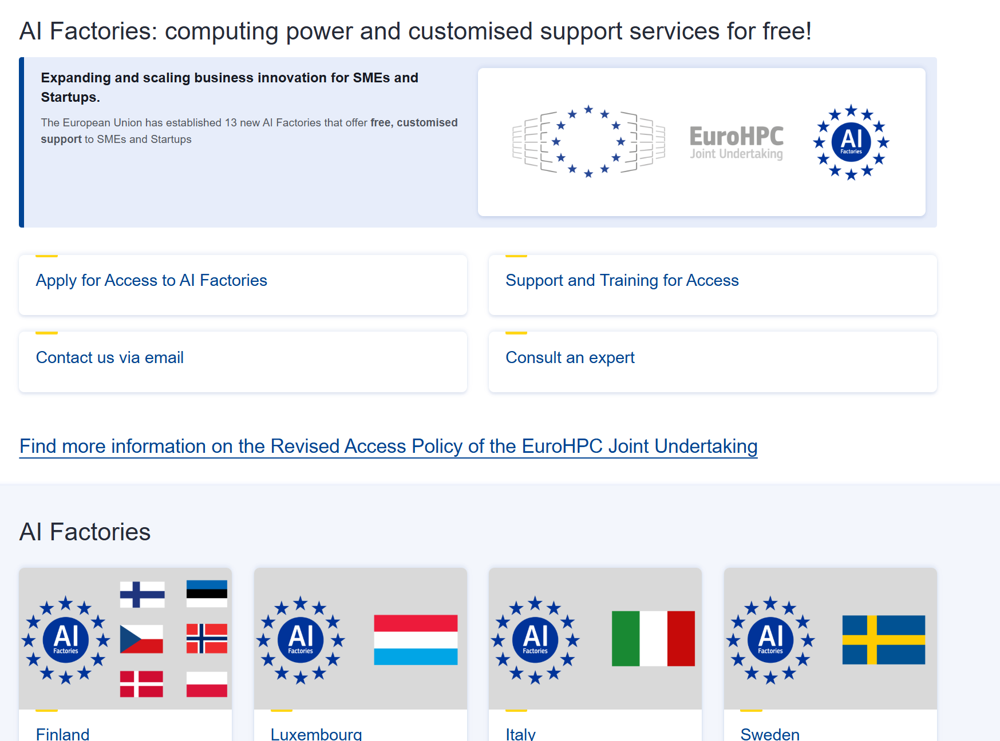 AI Factories: computing power and customised support services for free!
Expanding and scaling business innovation for SMEs and
Startups.
The European Union has established 13 new AI Factories that offer free, customised
support to SMEs and Startups
EuroHPC
Joint Undertaking
AI
Factories
Apply for Access to AI Factories
Support and Training for Access
Contact us via email
Consult an expert
Find more information on the Revised Access Policy of the EuroHPC Joint Undertaking
AI Factories
AI
Factories
AI
Factories
AI
Factories
AI
Factories
Finland
Luxembourg
Italy
Sweden